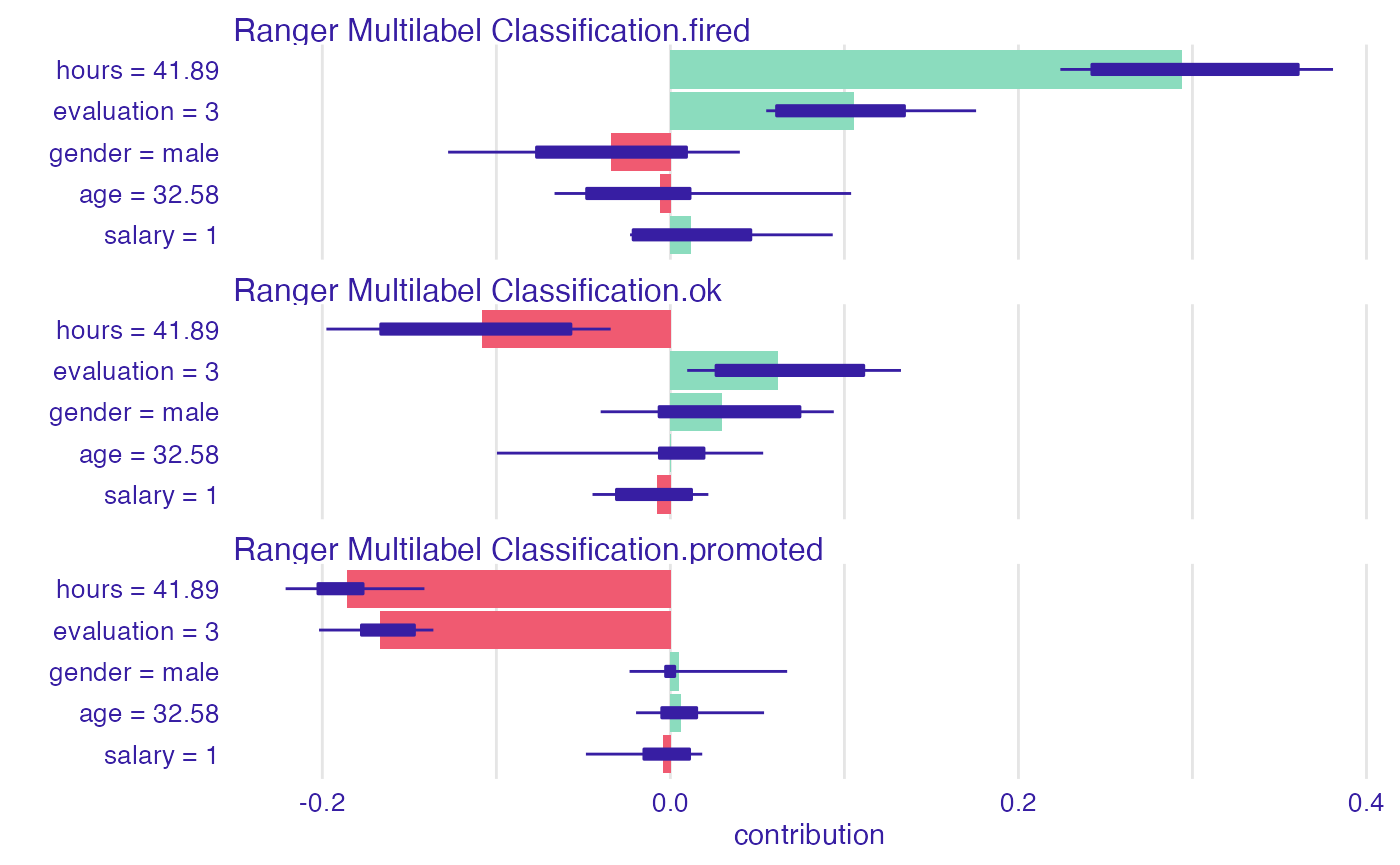 Ranger Multilabel Classification.fired
hours = 41.89
evaluation = 3
gender = male
age = 32.58
salary = 1
Ranger Multilabel Classification.ok
hours = 41.89
evaluation = 3
gender = male
age = 32.58
salary = 1
Ranger Multilabel Classification.promoted
hours = 41.89
evaluation = 3
gender = male
age = 32.58
salary = 1
-0.2 0.0 0.2 0.4
contribution